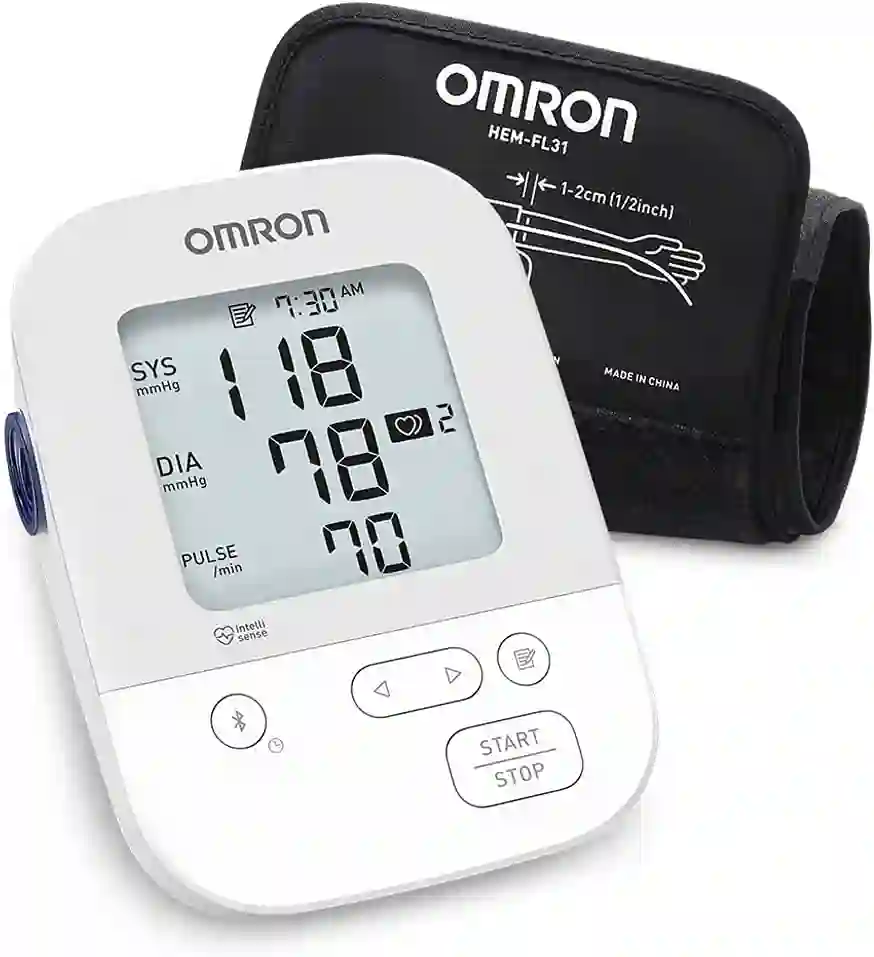 OMRON
HEM-FL31
1-2cm (1/2inch)
MADE IN CHINA
OMRON
7:30 AM
SYS
mmHg
118
DIA
mmHg
78
2
PULSE
/min
70
intelli
sense
START
STOP